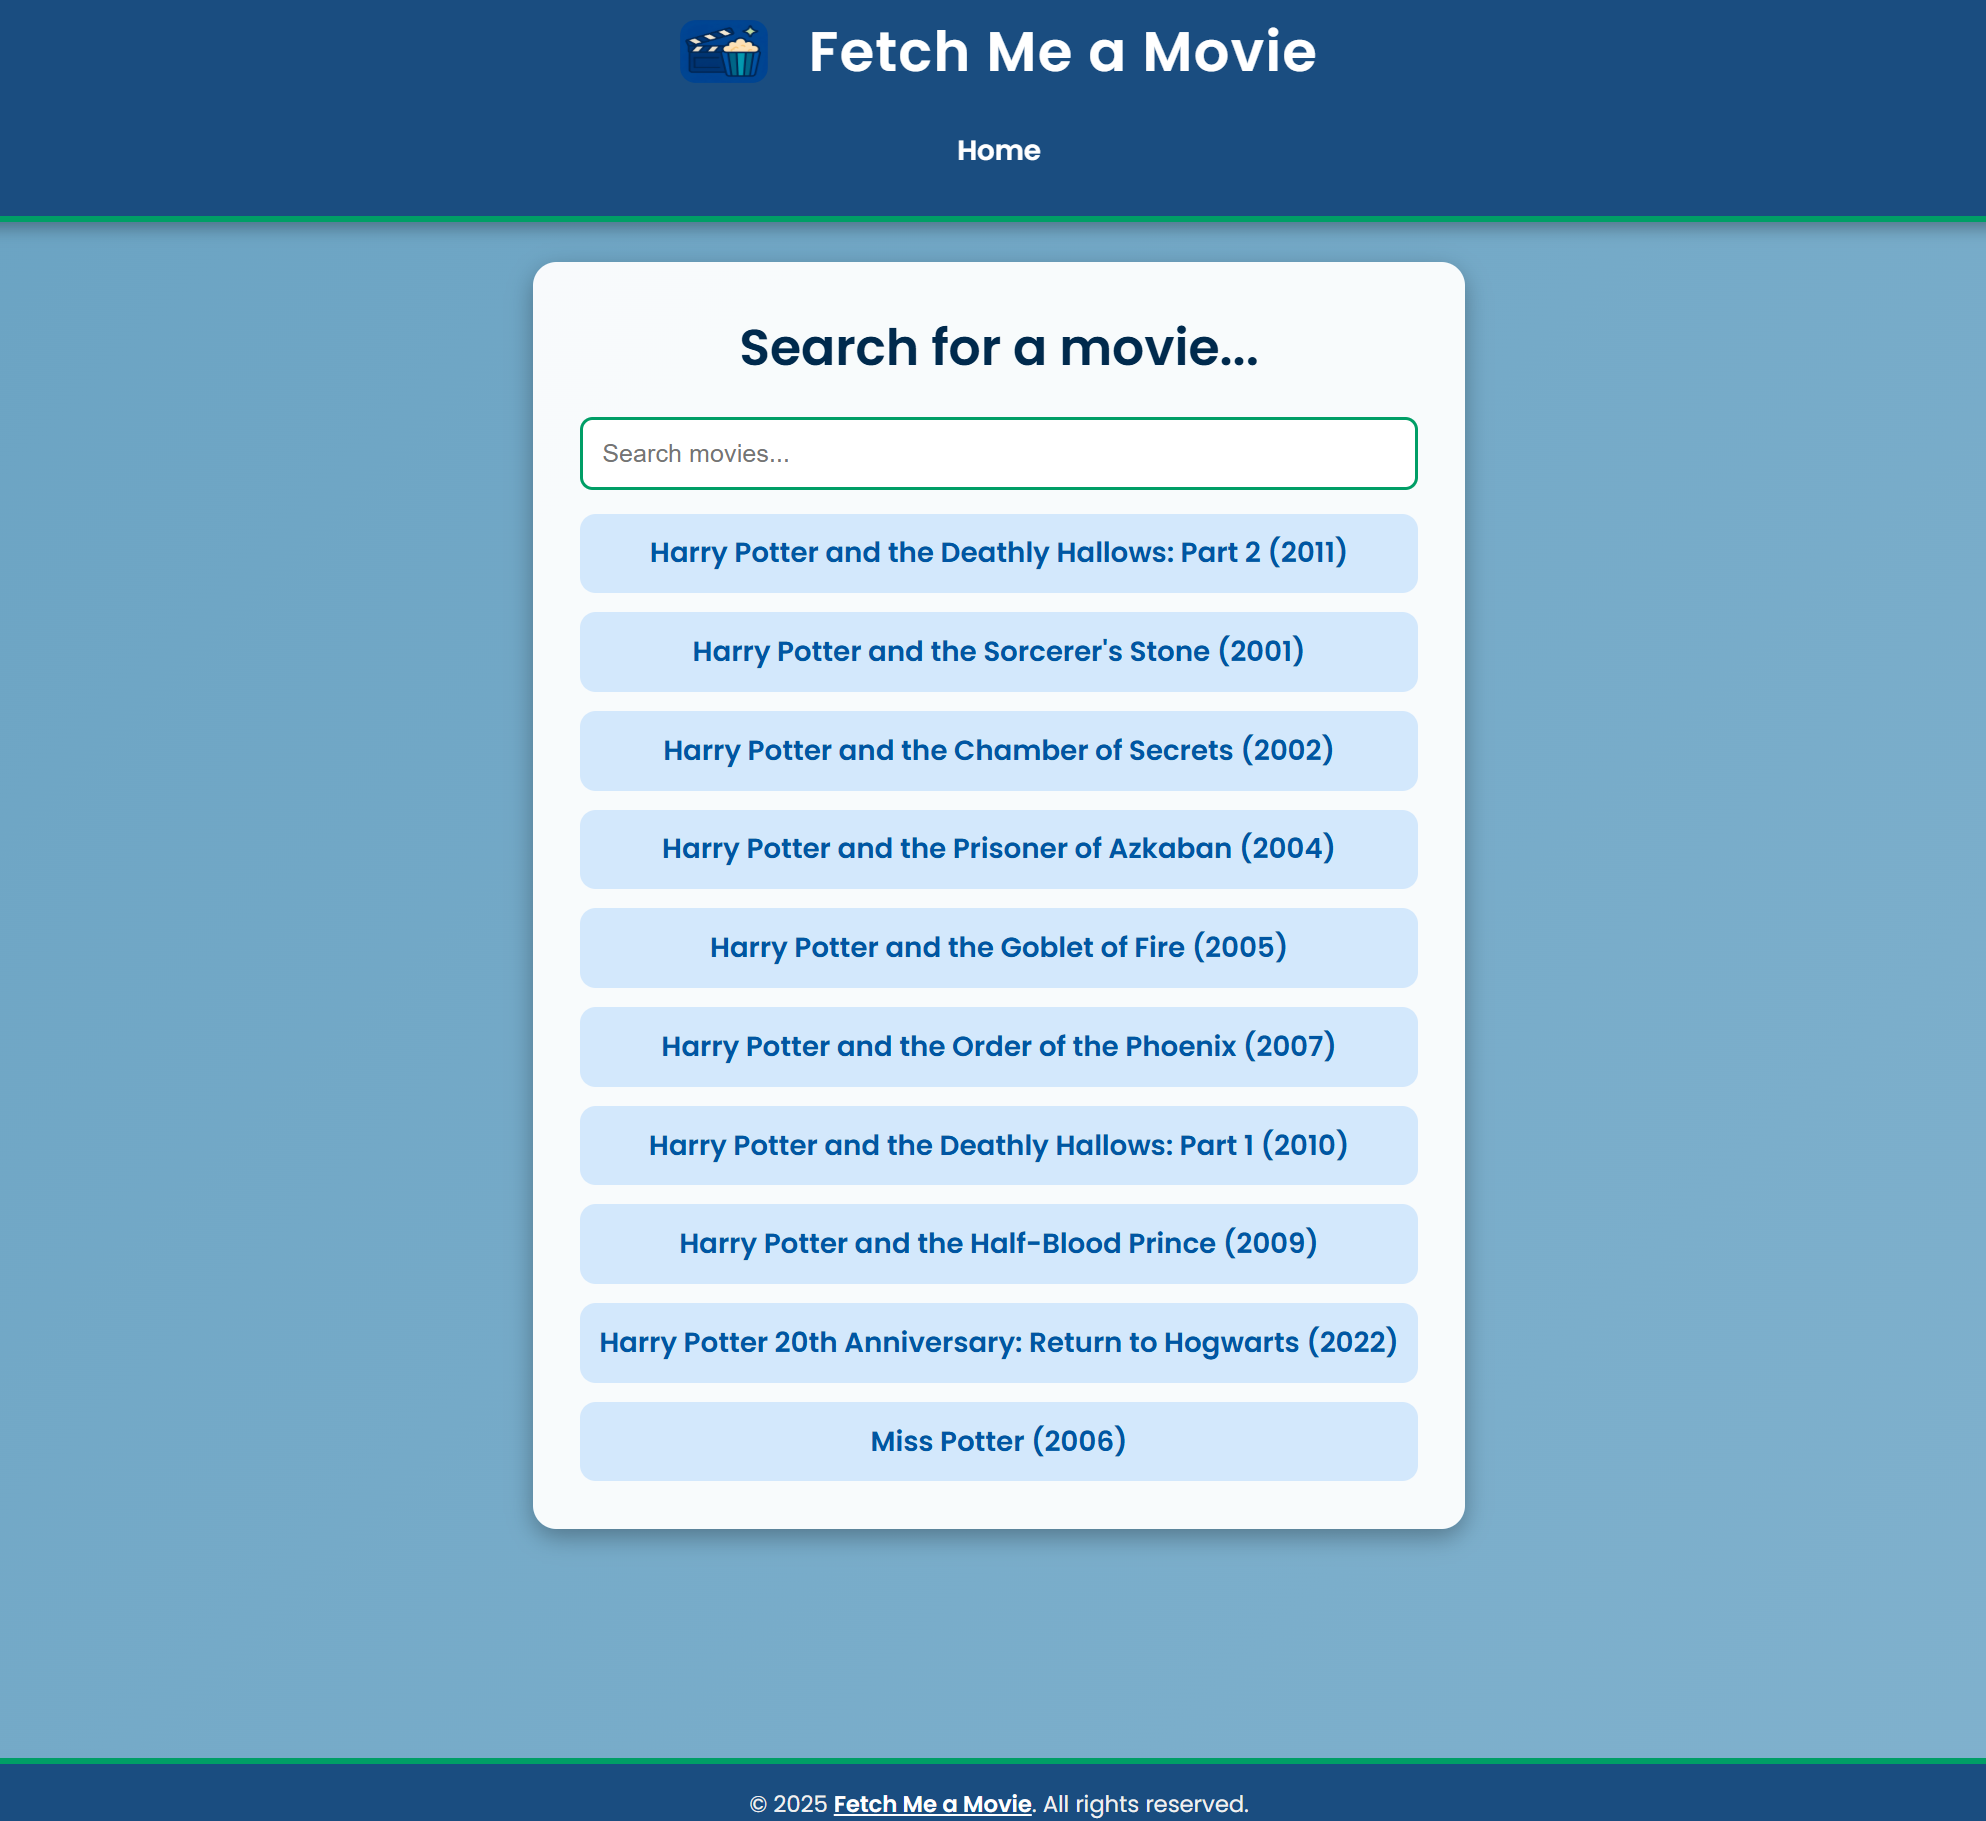 Fetch Me a Movie
Home
Search for a movie...
Search movies...
Harry Potter and the Deathly Hallows: Part 2 (2011)
Harry Potter and the Sorcerer's Stone (2001)
Harry Potter and the Chamber of Secrets (2002)
Harry Potter and the Prisoner of Azkaban (2004)
Harry Potter and the Goblet of Fire (2005)
Harry Potter and the Order of the Phoenix (2007)
Harry Potter and the Deathly Hallows: Part 1 (2010)
Harry Potter and the Half-Blood Prince (2009)
Harry Potter 20th Anniversary: Return to Hogwarts (2022)
Miss Potter (2006)
© 2025 Fetch Me a Movie. All rights reserved.